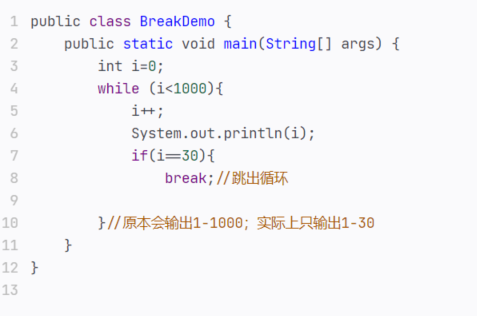 1 public class BreakDemo {
2     public static void main(String[] args) {
3         int i=0;
4         while (i<1000){
5             i++;
6             System.out.println(i);
7             if(i==30){
8                 break;//跳出循环
9
10         }//原本会输出1-1000；实际上只输出1-30
11     }
12 }
13